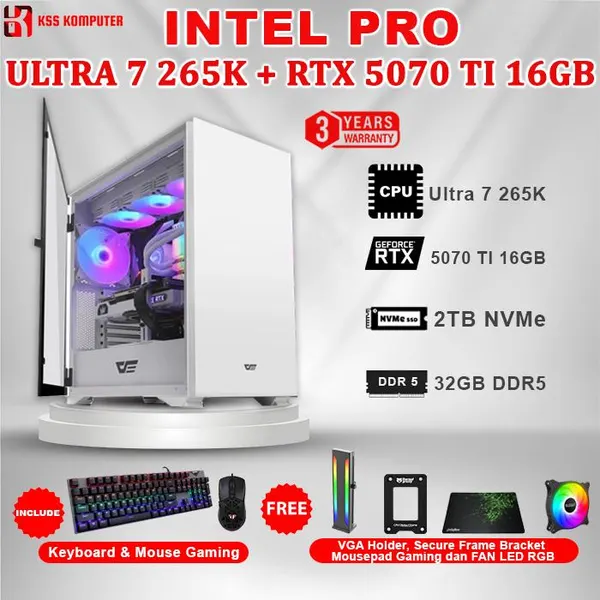 KSS KOMPUTER
INTEL PRO
ULTRA 7 265K + RTX 5070 TI 16GB
3 YEARS
WARRANTY
CPU
Ultra 7 265K
GEFORCE
RTX
5070 TI 16GB
NVMe SSD
2TB NVMe
DDR 5
32GB DDR5
INCLUDE
FREE
Keyboard & Mouse Gaming
VGA Holder, Secure Frame Bracket
Mousepad Gaming dan FAN LED RGB